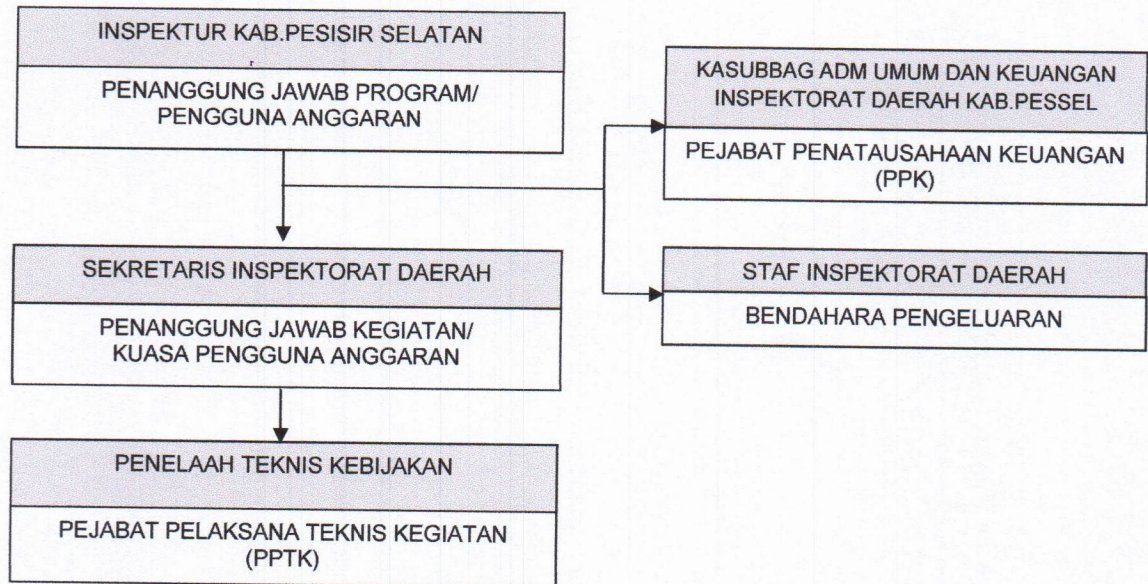 INSPEKTUR KAB.PESISIR SELATAN
PENANGGUNG JAWAB PROGRAM/
PENGGUNA ANGGARAN
KASUBBAG ADM UMUM DAN KEUANGAN
INSPEKTORAT DAERAH KAB.PESSEL
PEJABAT PENATAUSAHAAN KEUANGAN
(PPK)
SEKRETARIS INSPEKTORAT DAERAH
PENANGGUNG JAWAB KEGIATAN/
KUASA PENGGUNA ANGGARAN
STAF INSPEKTORAT DAERAH
BENDAHARA PENGELUARAN
PENELAAH TEKNIS KEBIJAKAN
PEJABAT PELAKSANA TEKNIS KEGIATAN
(PPTK)